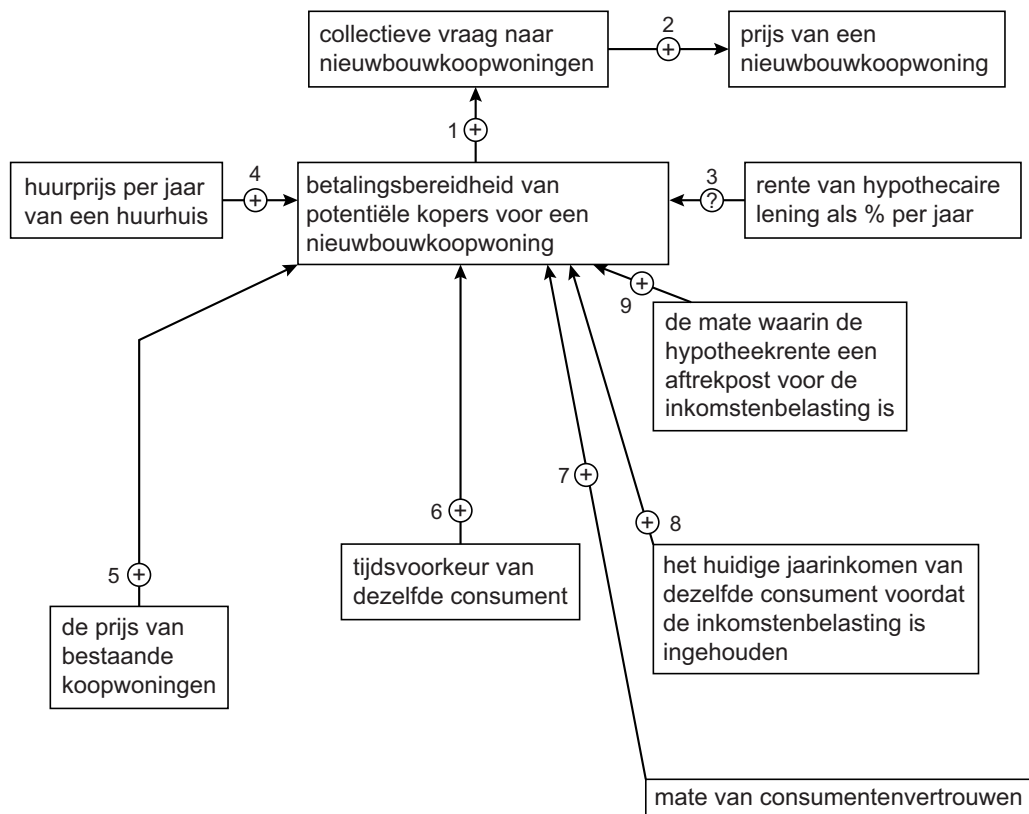 collectieve vraag naar
nieuwbouwkoopwoningen
2
+
prijs van een
nieuwbouwkoopwoning
1
+
huurprijs per jaar
van een huurhuis
4
+
betalingsbereidheid van
potentiële kopers voor een
nieuwbouwkoopwoning
3
?
rente van hypothecaire
lening als % per jaar
9
+
de mate waarin de
hypotheekrente een
aftrekpost voor de
inkomstenbelasting is
7
+
6
+
8
+
tijdsvoorkeur van
dezelfde consument
het huidige jaarinkomen van
dezelfde consument voordat
de inkomstenbelasting is
ingehouden
5
+
de prijs van
bestaande
koopwoningen
mate van consumentenvertrouwen